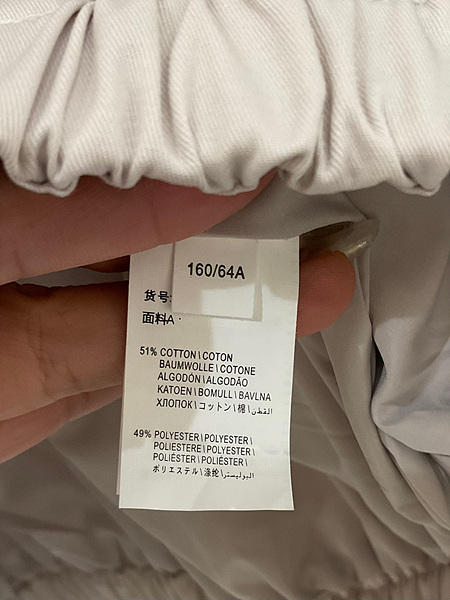 160/64A
货号:
面料A:
51% COTTON\COTON
BAUMWOLLE\COTONE
ALGODÓN\ALGODÃO
KATOEN\BOMULL\BAVLNA
ХЛОПОК\コットン\棉\القطن
49% POLYESTER\POLYESTER\
POLIESTERE\POLYESTER\
POLIÉSTER\POLIÉSTER\
ポリエステル\涤纶\البوليستر